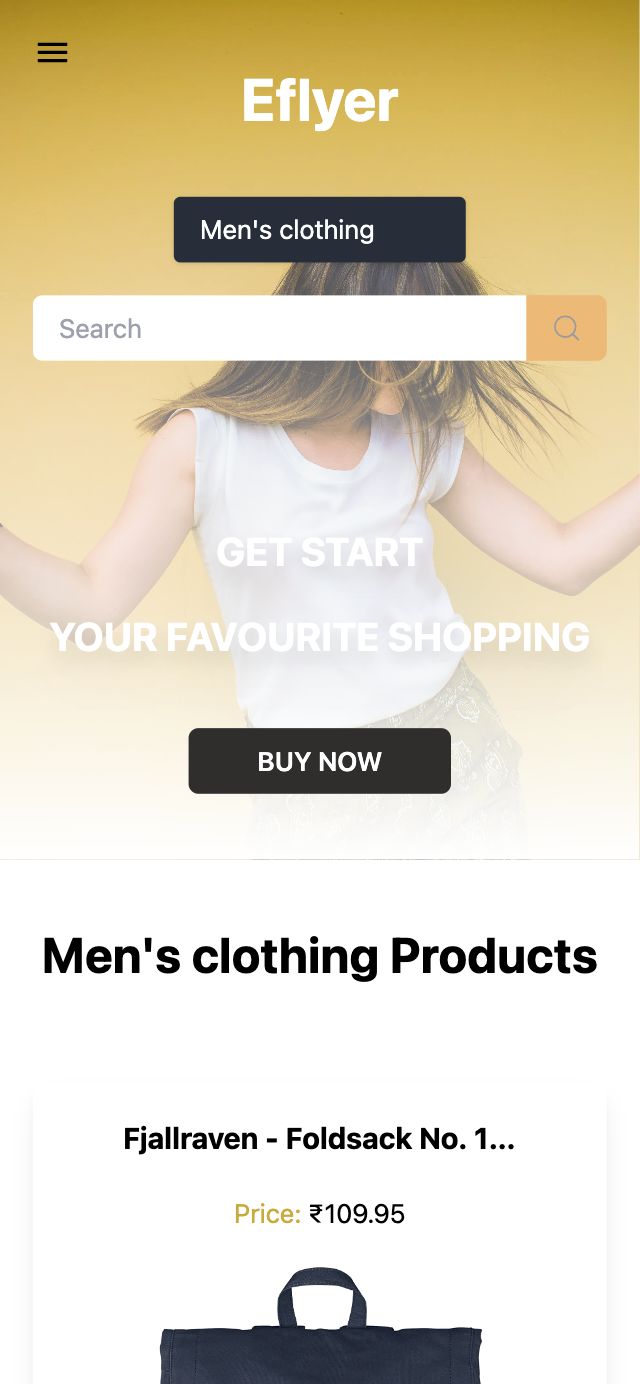 Eflyer
Men's clothing
Search
GET START
YOUR FAVOURITE SHOPPING
BUY NOW
Men's clothing Products
Fjallraven - Foldsack No. 1...
Price: ₹109.95